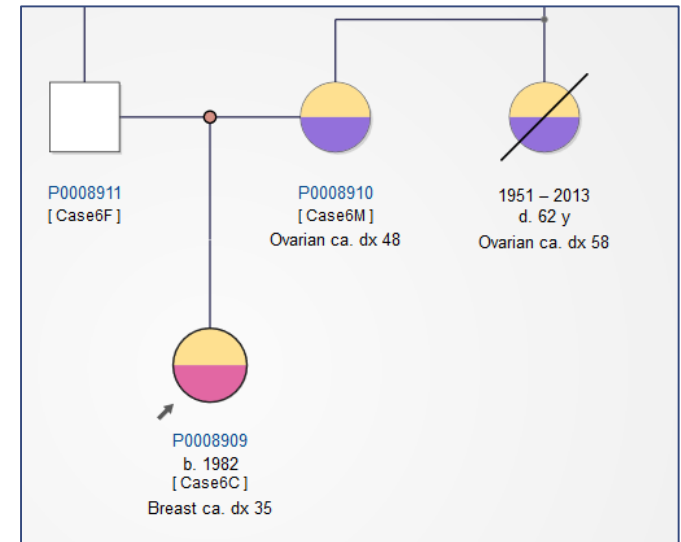 P0008911
[ Case6F ]
P0008910
[ Case6M ]
Ovarian ca. dx 48
1951 – 2013
d. 62 y
Ovarian ca. dx 58
P0008909
b. 1982
[ Case6C ]
Breast ca. dx 35